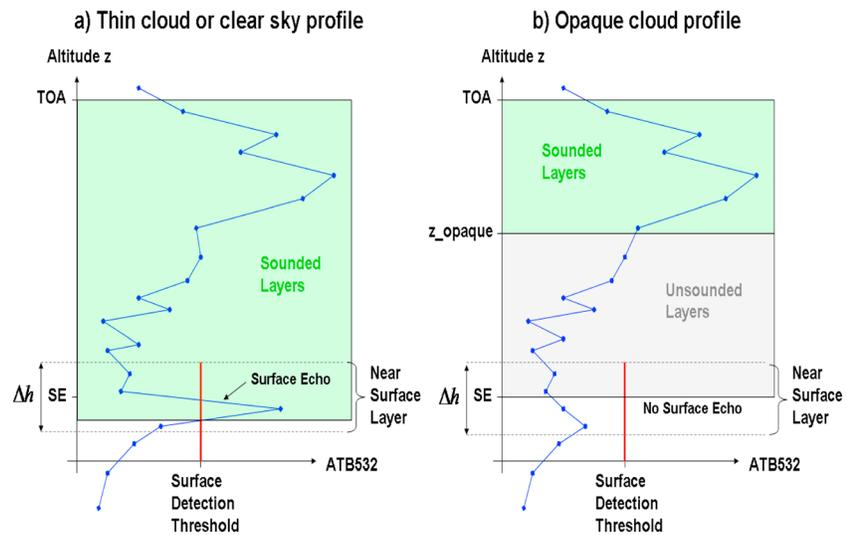 a) Thin cloud or clear sky profile
Altitude z
TOA
Sounded
Layers
Δh
SE
Surface Echo
Near
Surface
Layer
ATB532
Surface
Detection
Threshold
b) Opaque cloud profile
Altitude z
TOA
Sounded
Layers
z_opaque
Unsounded
Layers
Δh
SE
No Surface Echo
Near
Surface
Layer
ATB532
Surface
Detection
Threshold